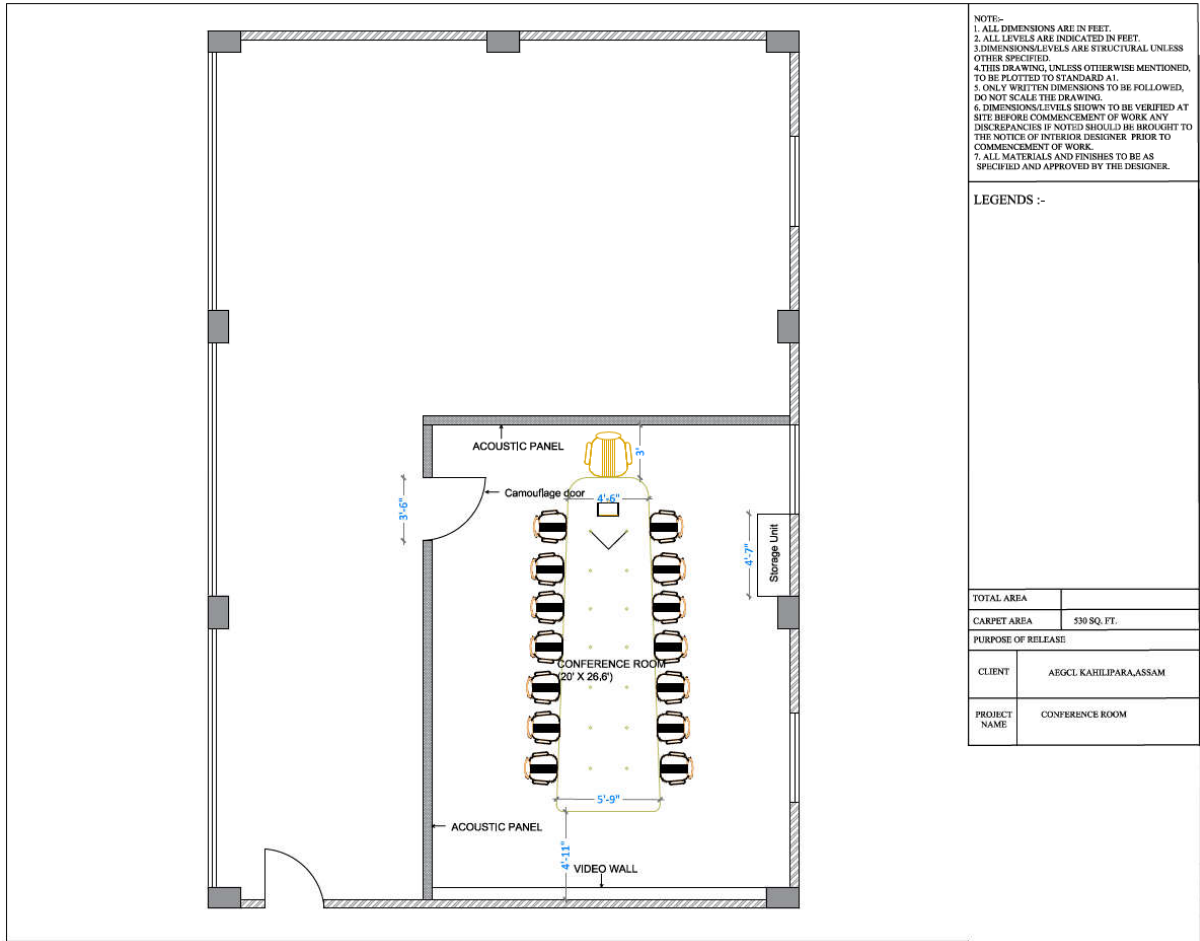 NOTE:-
1. ALL DIMENSIONS ARE IN FEET.
2. ALL LEVELS ARE INDICATED IN FEET.
3.DIMENSIONS/LEVELS ARE STRUCTURAL UNLESS
OTHER SPECIFIED.
4.THIS DRAWING, UNLESS OTHERWISE MENTIONED,
TO BE PLOTTED TO STANDARD A1.
5. ONLY WRITTEN DIMENSIONS TO BE FOLLOWED,
DO NOT SCALE THE DRAWING.
6. DIMENSIONS/LEVELS SHOWN TO BE VERIFIED AT
SITE BEFORE COMMENCEMENT OF WORK ANY
DISCREPANCIES IF NOTED SHOULD BE BROUGHT TO
THE NOTICE OF INTERIOR DESIGNER PRIOR TO
COMMENCEMENT OF WORK.
7. ALL MATERIALS AND FINISHES TO BE AS
SPECIFIED AND APPROVED BY THE DESIGNER.
LEGENDS :-
ACOUSTIC PANEL
3'
Camouflage door
3'-6"
4'-6"
4'-7"
Storage Unit
CONFERENCE ROOM
(20' X 26,6')
5'-9"
ACOUSTIC PANEL
4'-11"
VIDEO WALL
TOTAL AREA
CARPET AREA 530 SQ. FT.
PURPOSE OF RELEASE
CLIENT AEGCL KAHILIPARA,ASSAM
PROJECT
NAME
CONFERENCE ROOM